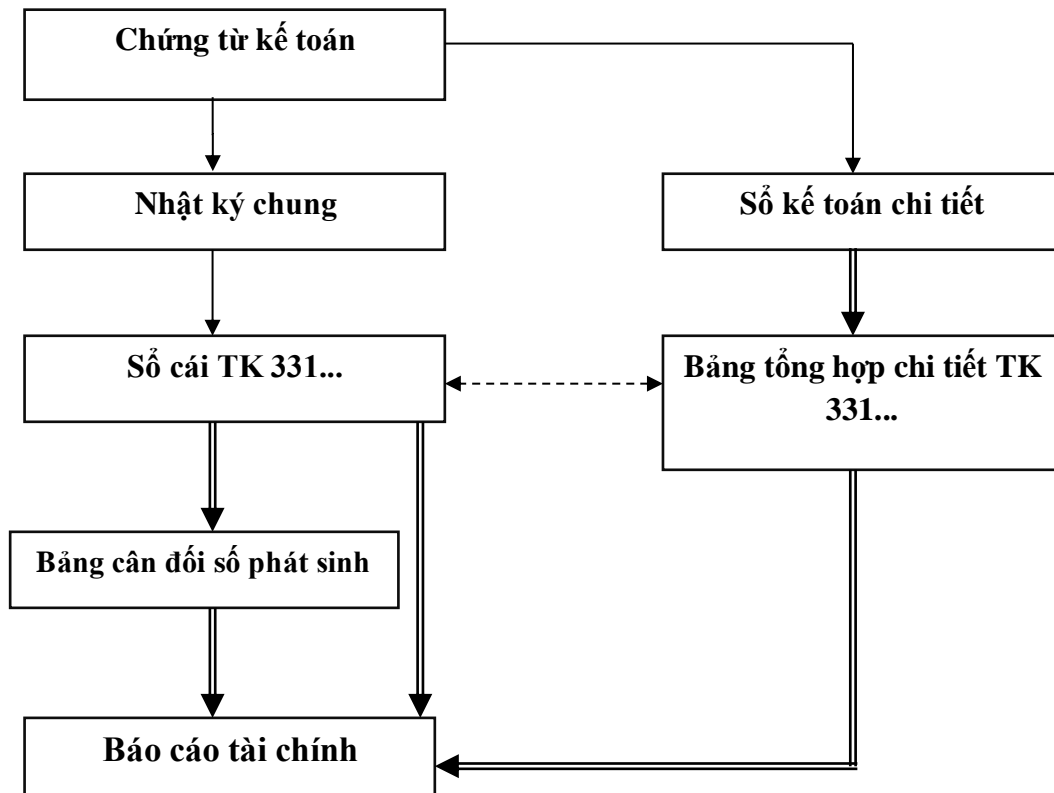 Chứng từ kế toán
Nhật ký chung
Sổ kế toán chi tiết
Sổ cái TK 331...
Bảng tổng hợp chi tiết TK
331...
Bảng cân đối số phát sinh
Báo cáo tài chính